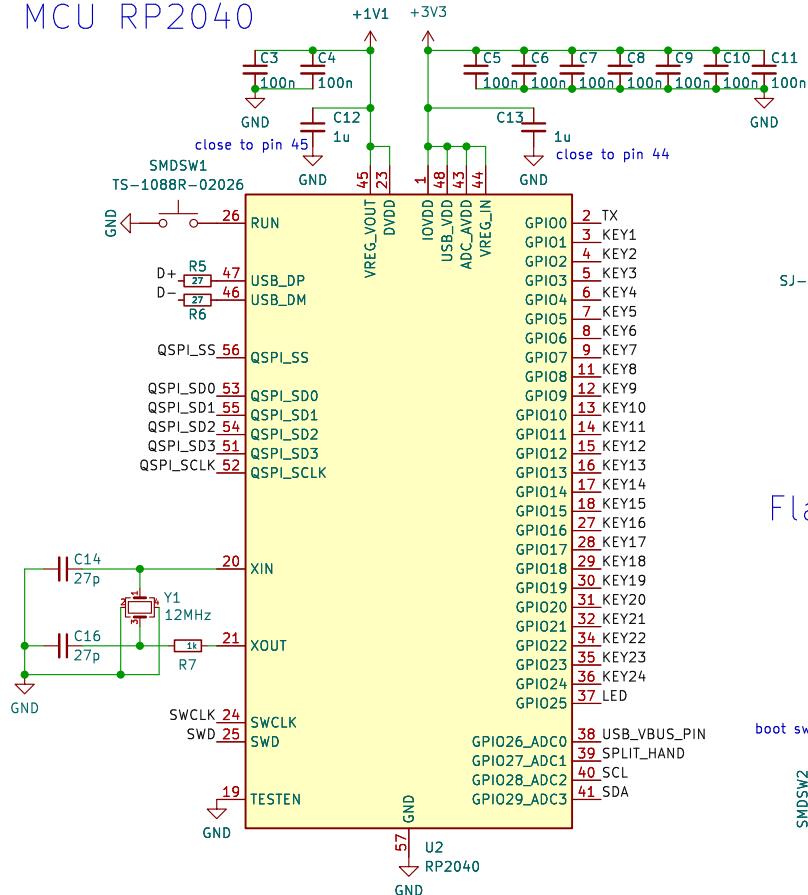 MCU RP2040
+1V1
+3V3
C3
100n
C4
100n
C5
100n
C6
100n
C7
100n
C8
100n
C9
100n
C10
100n
C11
100n
GND
GND
C12
1u
C13
1u
close to pin 45
close to pin 44
GND
GND
SMDSW1
TS-1088R-02026
45
23
1
48
43
44
VREG_VOUT
DVDD
IOVDD
USB_VDD
ADC_AVDD
VREG_IN
GND
26 RUN
D+
R5
27
47 USB_DP
D-
27
R6
46 USB_DM
QSPI_SS 56 QSPI_SS
QSPI_SD0 53 QSPI_SD0
QSPI_SD1 55 QSPI_SD1
QSPI_SD2 54 QSPI_SD2
QSPI_SD3 51 QSPI_SD3
QSPI_SCLK 52 QSPI_SCLK
GPIO0 2 TX
GPIO1 3 KEY1
GPIO2 4 KEY2
GPIO3 5 KEY3
GPIO4 6 KEY4
GPIO5 7 KEY5
GPIO6 8 KEY6
GPIO7 9 KEY7
GPIO8 11 KEY8
GPIO9 12 KEY9
GPIO10 13 KEY10
GPIO11 14 KEY11
GPIO12 15 KEY12
GPIO13 16 KEY13
GPIO14 17 KEY14
GPIO15 18 KEY15
GPIO16 27 KEY16
GPIO17 28 KEY17
GPIO18 29 KEY18
GPIO19 30 KEY19
GPIO20 31 KEY20
GPIO21 32 KEY21
GPIO22 34 KEY22
GPIO23 35 KEY23
GPIO24 36 KEY24
GPIO25 37 LED
GPIO26_ADC0 38 USB_VBUS_PIN
GPIO27_ADC1 39 SPLIT_HAND
GPIO28_ADC2 40 SCL
GPIO29_ADC3 41 SDA
C14
27p
20 XIN
Y1
12MHz
1
2
4
3
C16
27p
1k
R7
21 XOUT
GND
SWCLK 24 SWCLK
SWD 25 SWD
19 TESTEN
GND
GND
57
U2
RP2040
GND
SJ-
Fla
boot sw
SMDSW2